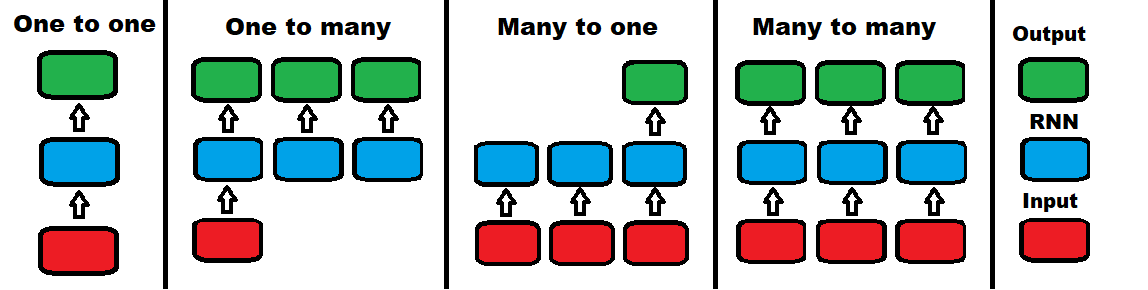 One to one
One to many
Many to one
Many to many
Output
RNN
Input